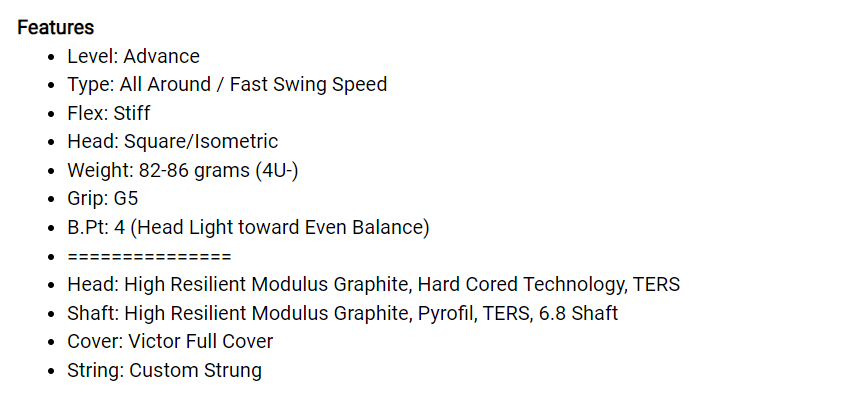 Features
Level: Advance
Type: All Around / Fast Swing Speed
Flex: Stiff
Head: Square/Isometric
Weight: 82-86 grams (4U-)
Grip: G5
B.Pt: 4 (Head Light toward Even Balance)
===============
Head: High Resilient Modulus Graphite, Hard Cored Technology, TERS
Shaft: High Resilient Modulus Graphite, Pyrofil, TERS, 6.8 Shaft
Cover: Victor Full Cover
String: Custom Strung